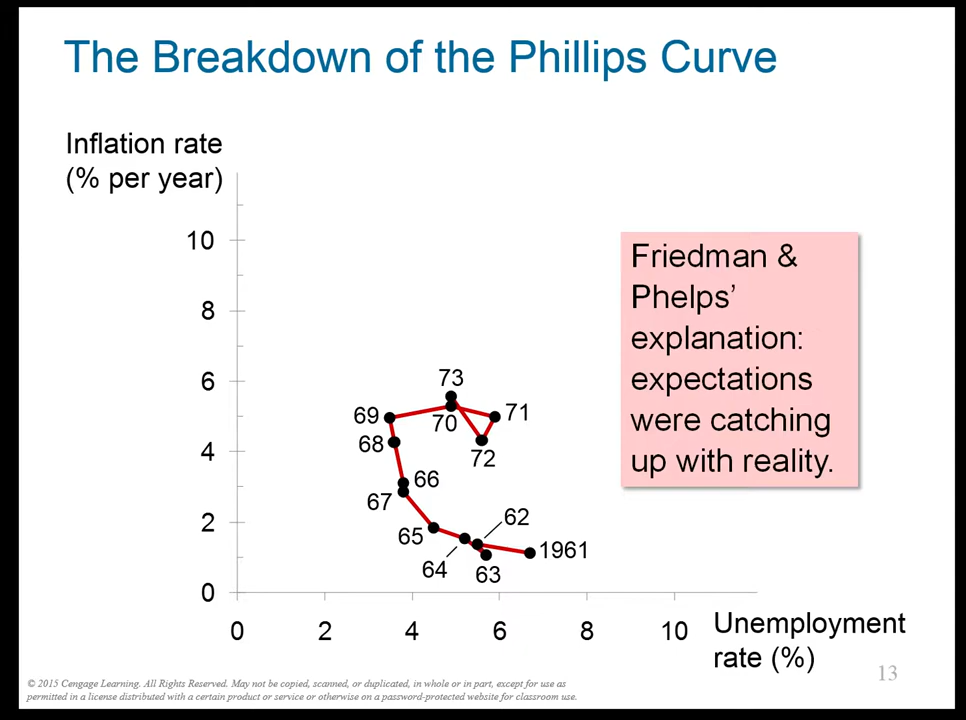 The Breakdown of the Phillips Curve
Inflation rate
(% per year)
10
8
6
4
2
0
73
69
70
71
68
72
66
67
65
62
64
63
1961
0 2 4 6 8 10
Unemployment
rate (%)
Friedman &
Phelps’
explanation:
expectations
were catching
up with reality.
© 2015 Cengage Learning. All Rights Reserved. May not be copied, scanned, or duplicated, in whole or in part, except for use as
permitted in a license distributed with a certain product or service or otherwise on a password-protected website for classroom use.
13